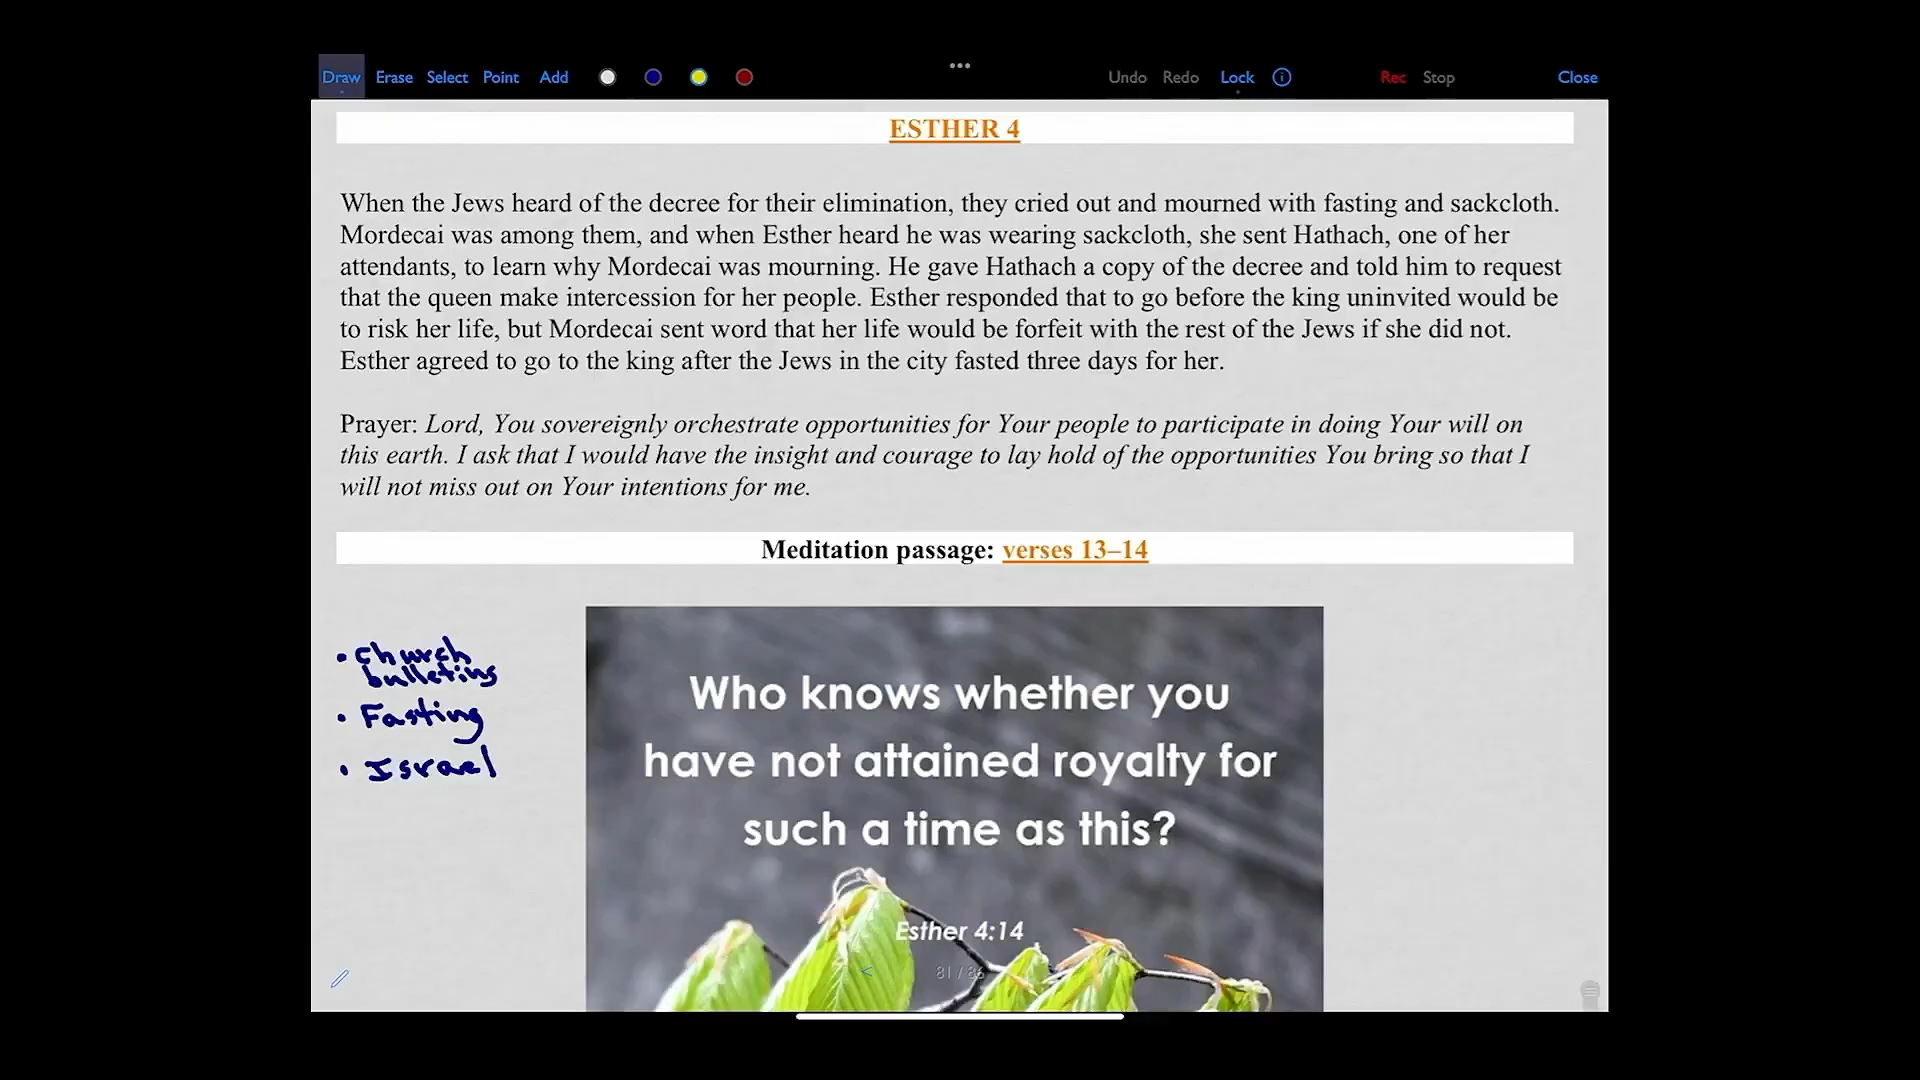 Draw Erase Select Point Add Undo Redo Lock Rec Stop Close
ESTHER 4
When the Jews heard of the decree for their elimination, they cried out and mourned with fasting and sackcloth.
Mordecai was among them, and when Esther heard he was wearing sackcloth, she sent Hathach, one of her
attendants, to learn why Mordecai was mourning. He gave Hathach a copy of the decree and told him to request
that the queen make intercession for her people. Esther responded that to go before the king uninvited would be
to risk her life, but Mordecai sent word that her life would be forfeit with the rest of the Jews if she did not.
Esther agreed to go to the king after the Jews in the city fasted three days for her.
Prayer: Lord, You sovereignly orchestrate opportunities for Your people to participate in doing Your will on
this earth. I ask that I would have the insight and courage to lay hold of the opportunities You bring so that I
will not miss out on Your intentions for me.
Meditation passage: verses 13–14
• Church
bulletins
• Fasting
• Israel
Who knows whether you
have not attained royalty for
such a time as this?
Esther 4:14
81 / 86